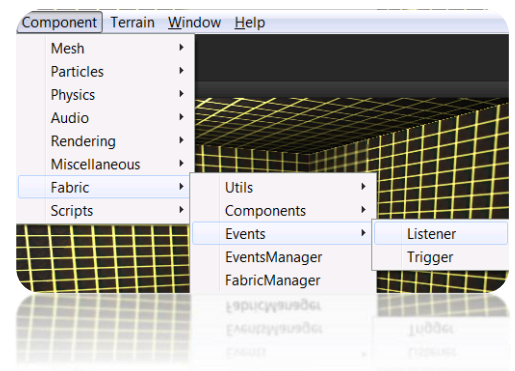 Component Terrain Window Help
Mesh
Particles
Physics
Audio
Rendering
Miscellaneous
Fabric
Scripts
Utils
Components
Events
EventsManager
FabricManager
Listener
Trigger